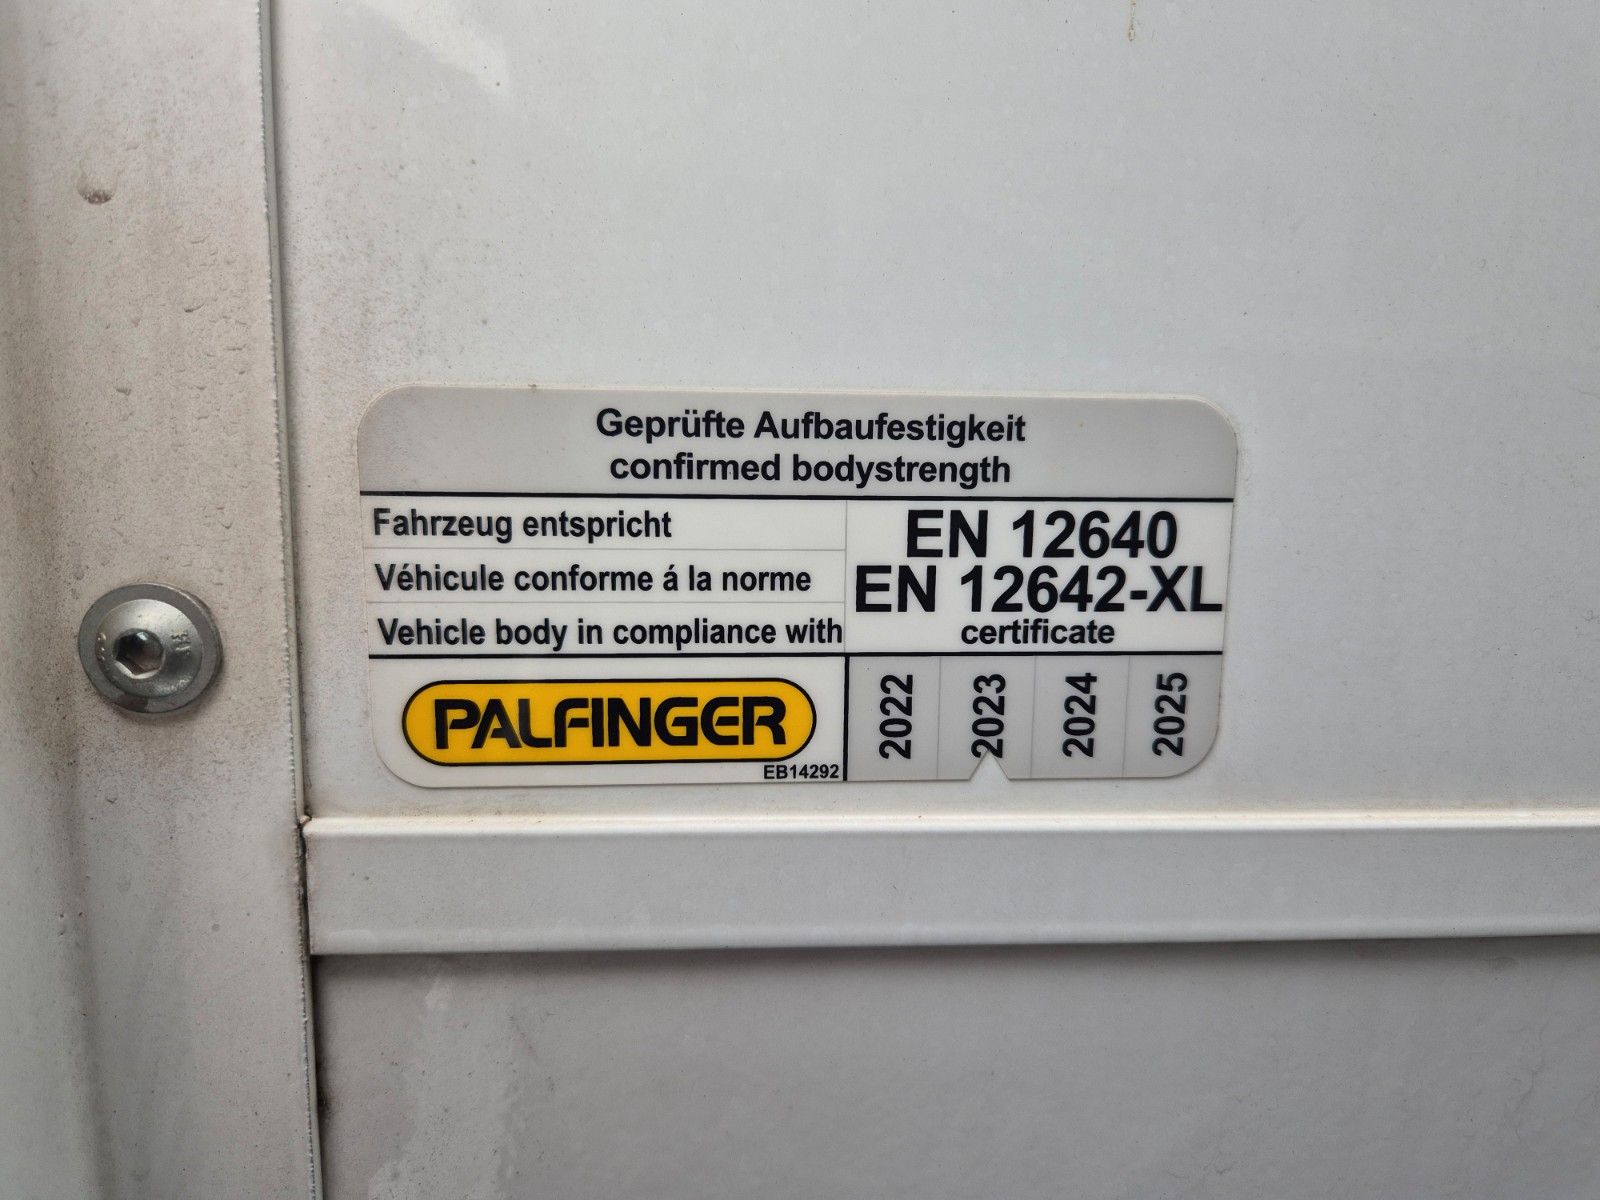 Geprüfte Aufbaufestigkeit
confirmed bodystrength
Fahrzeug entspricht
Véhicule conforme á la norme
Vehicle body in compliance with
EN 12640
EN 12642-XL
certificate
PALFINGER
EB14292
2022
2023
2024
2025